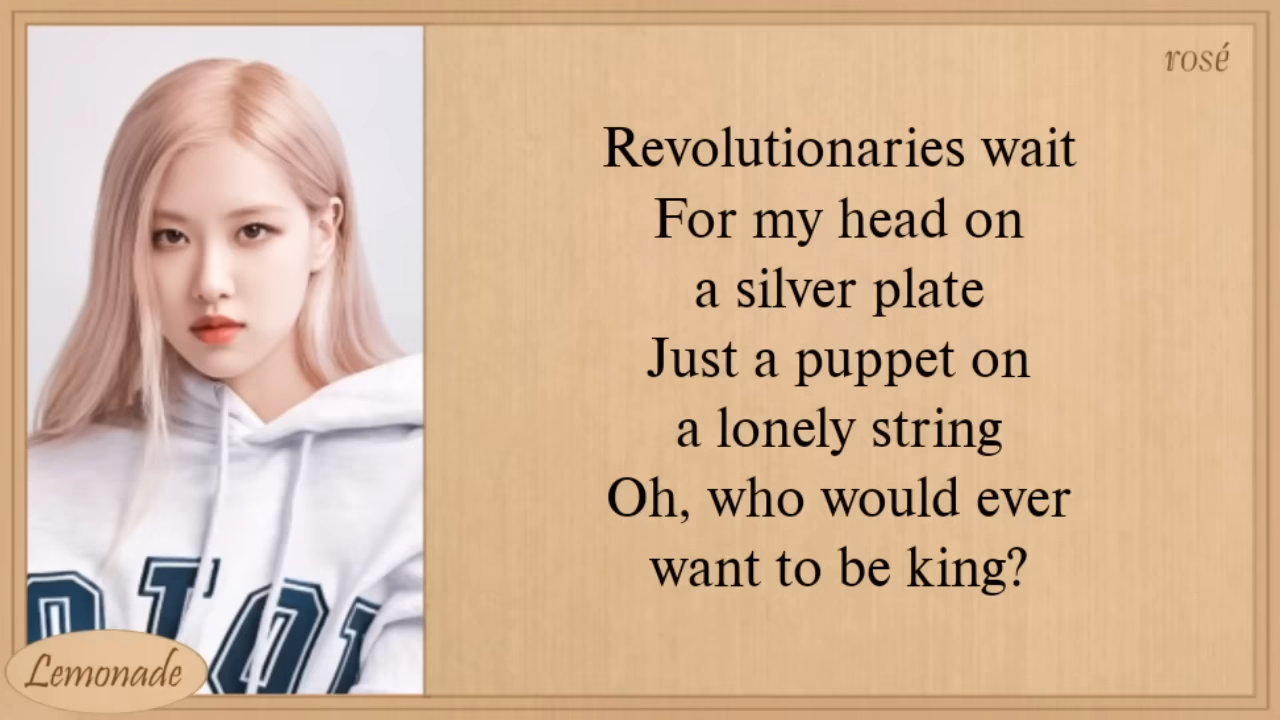 rosé
Revolutionaries wait
For my head on
a silver plate
Just a puppet on
a lonely string
Oh, who would ever
want to be king?
Lemonade